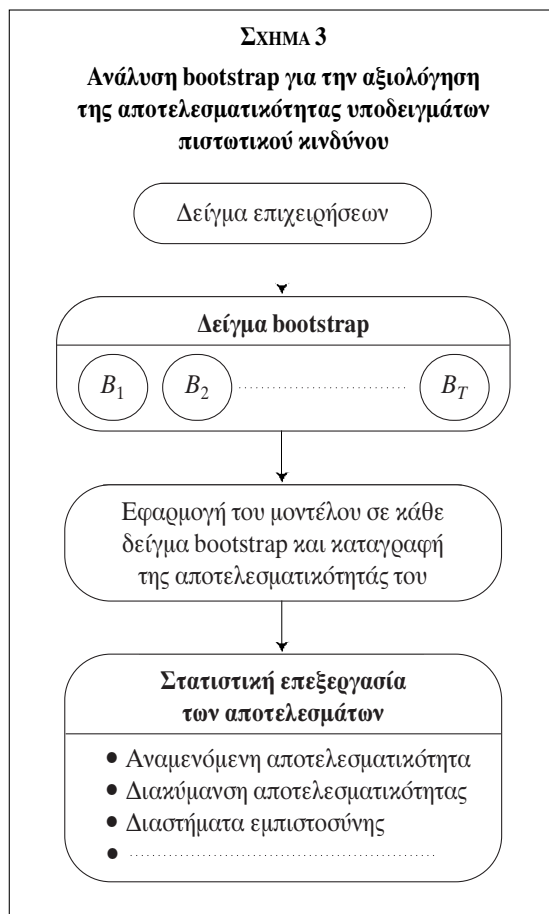 ΣΧΗΜΑ 3
Ανάλυση bootstrap για την αξιολόγηση
της αποτελεσματικότητας υποδειγμάτων
πιστωτικού κινδύνου
Δείγμα επιχειρήσεων
Δείγμα bootstrap
B1 B2 ........................................ BT
Εφαρμογή του μοντέλου σε κάθε
δείγμα bootstrap και καταγραφή
της αποτελεσματικότητάς του
Στατιστική επεξεργασία
των αποτελεσμάτων
● Αναμενόμενη αποτελεσματικότητα
● Διακύμανση αποτελεσματικότητας
● Διαστήματα εμπιστοσύνης
● ........................................